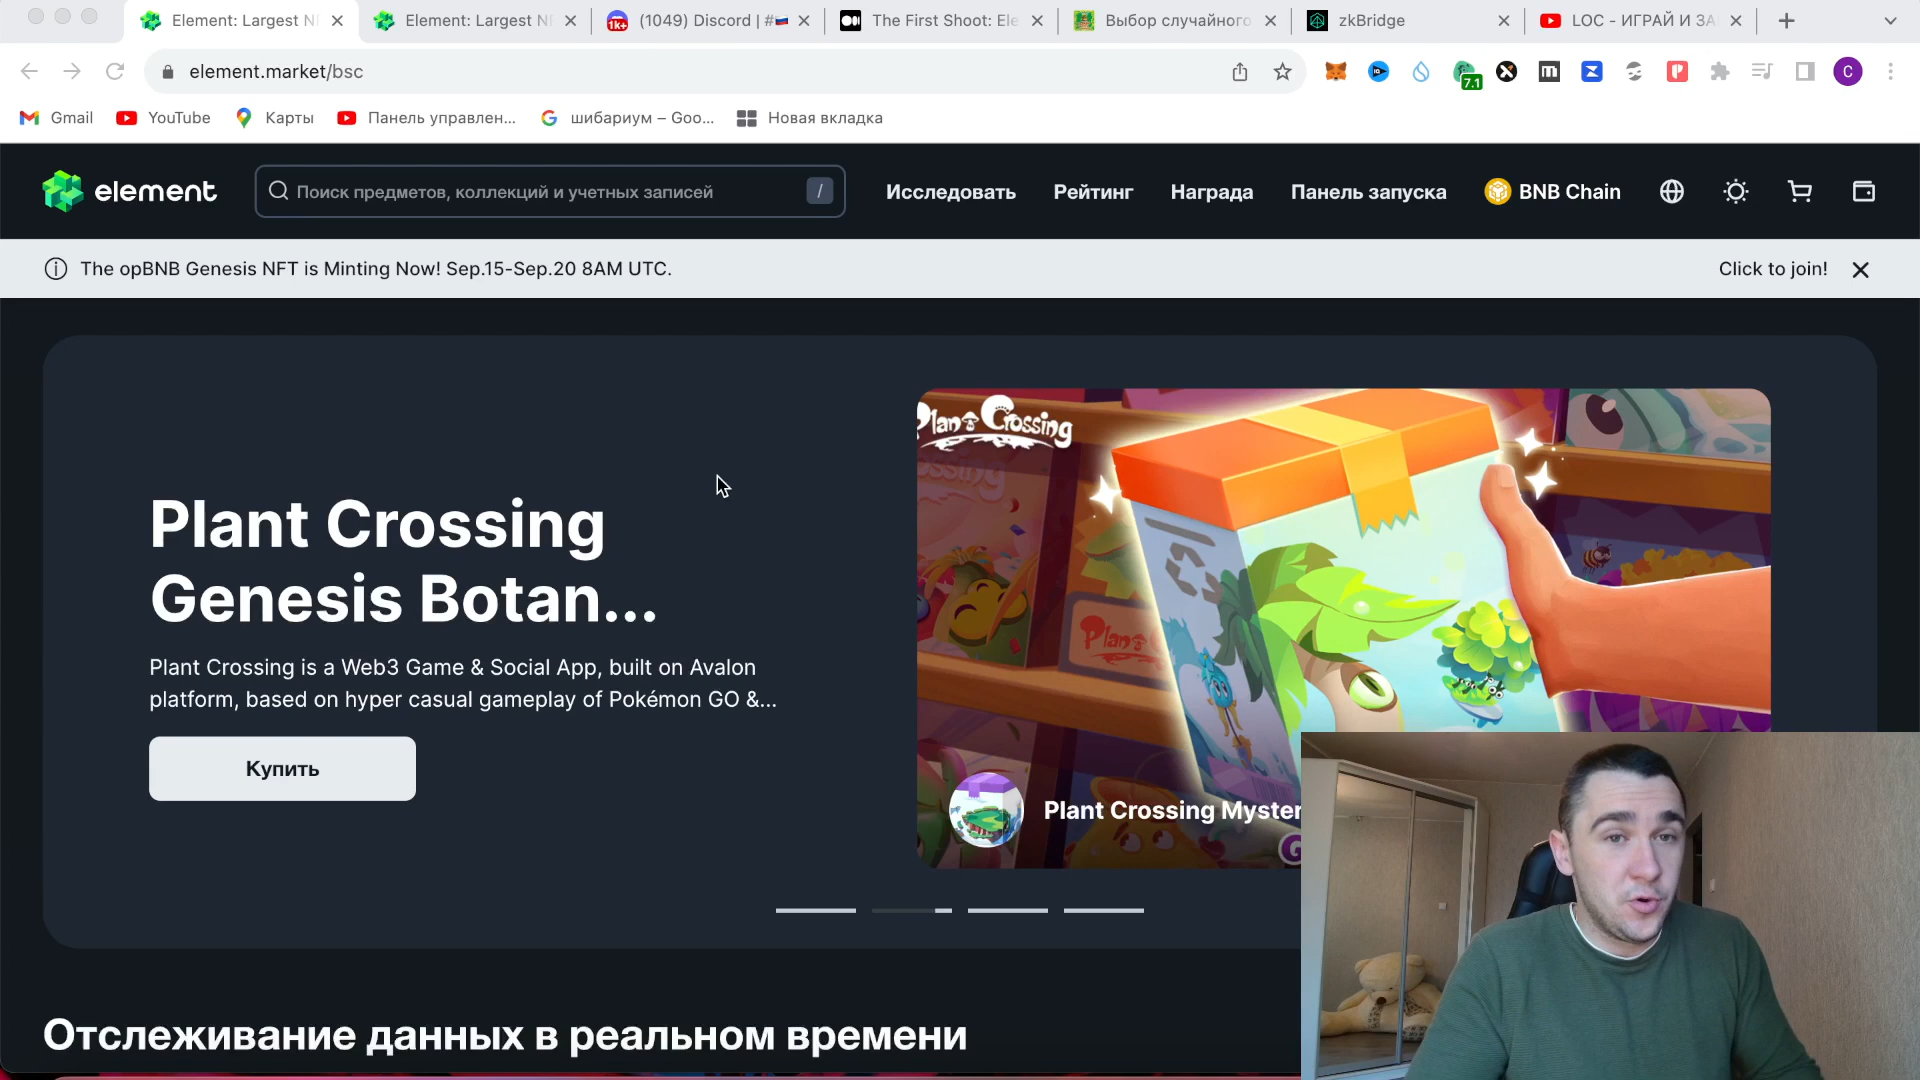 Element: Largest N
Element: Largest N
(1049) Discord | #
The First Shoot: Ele
Выбор случайного
zkBridge
LOC - ИГРАЙ И ЗА
element.market/bsc
7.1
C
Gmail
YouTube
Карты
Панель управлен...
шибариум – Goo...
Новая вкладка
element
Поиск предметов, коллекций и учетных записей
/
Исследовать
Рейтинг
Награда
Панель запуска
BNB Chain
The opBNB Genesis NFT is Minting Now! Sep.15-Sep.20 8AM UTC.
Click to join!
Plant Crossing
Plant Crossing
Genesis Botan...
Plant Crossing is a Web3 Game & Social App, built on Avalon
platform, based on hyper casual gameplay of Pokémon GO &...
Купить
Plant Crossing Myster
Отслеживание данных в реальном времени